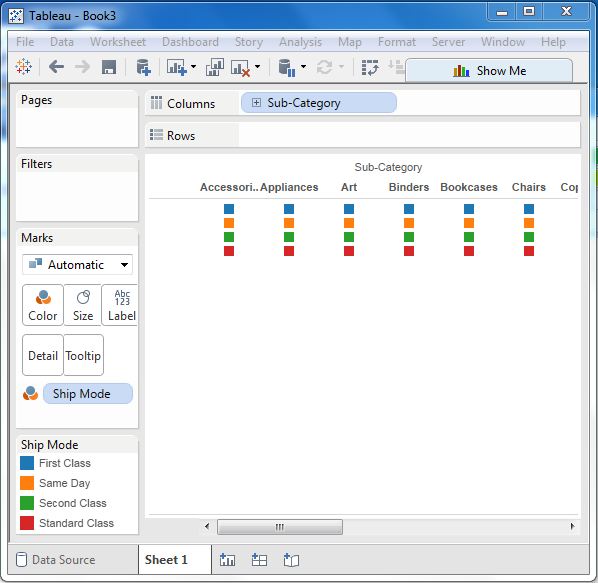 Tableau - Book3
File Data Worksheet Dashboard Story Analysis Map Format Server Window Help
Show Me
Pages
Columns
Sub-Category
Rows
Filters
Sub-Category
Accessori.. Appliances Art Binders Bookcases Chairs Cop
Marks
Automatic
Abc
123
Color Size Label
Detail Tooltip
Ship Mode
Ship Mode
First Class
Same Day
Second Class
Standard Class
Data Source Sheet 1